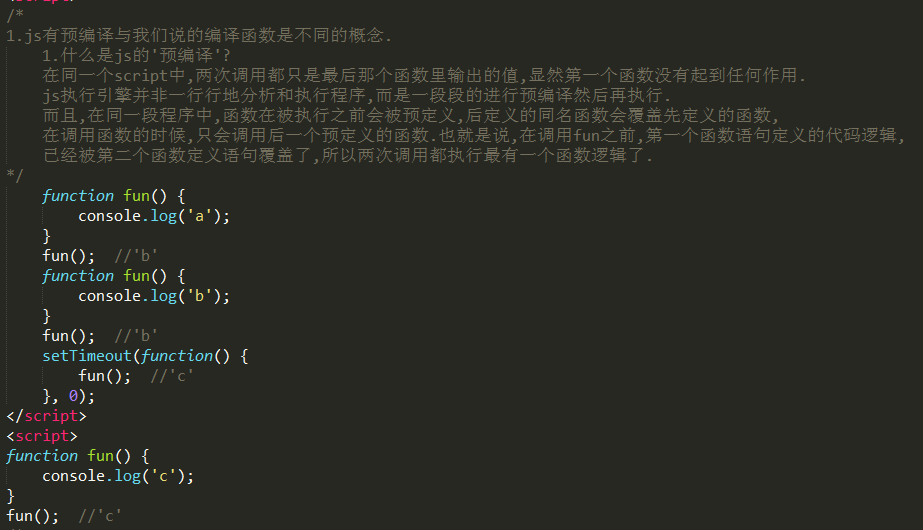 <script>
/*
1.js有预编译与我们说的编译函数是不同的概念.
1.什么是js的'预编译'?
在同一个script中,两次调用都只是最后那个函数里输出的值,显然第一个函数没有起到任何作用.
js执行引擎并非一行行地分析和执行程序,而是一段段的进行预编译然后再执行.
而且,在同一段程序中,函数在被执行之前会被预定义,后定义的同名函数会覆盖先定义的函数,
在调用函数的时候,只会调用后一个预定义的函数.也就是说,在调用fun之前,第一个函数语句定义的代码逻辑,
已经被第二个函数定义语句覆盖了,所以两次调用都执行最有一个函数逻辑了.
*/
function fun() {
console.log('a');
}
fun();  //'b'
function fun() {
console.log('b');
}
fun();  //'b'
setTimeout(function() {
fun();  //'c'
}, 0);
</script>
<script>
function fun() {
console.log('c');
}
fun();  //'c'